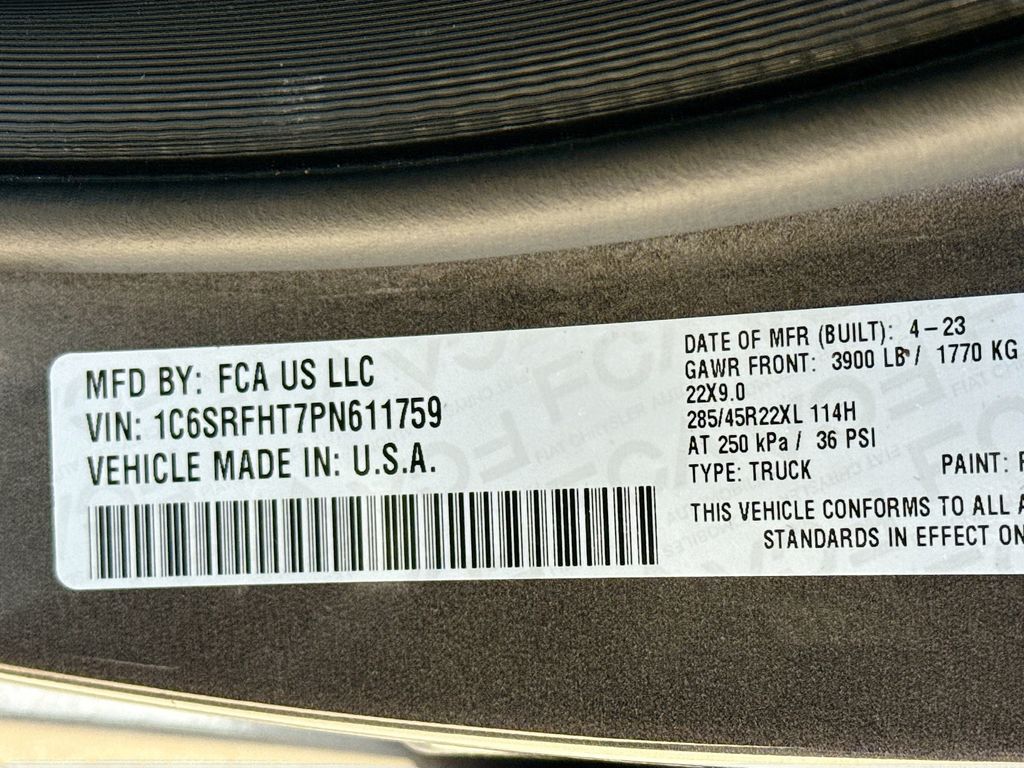 MFD BY: FCA US LLC
VIN: 1C6SRFHT7PN611759
VEHICLE MADE IN: U.S.A.
DATE OF MFR (BUILT): 4-23
GAWR FRONT: 3900 LB / 1770 KG
22X9.0
285/45R22XL 114H
AT 250 kPa / 36 PSI
TYPE: TRUCK PAINT:
THIS VEHICLE CONFORMS TO ALL
STANDARDS IN EFFECT ON